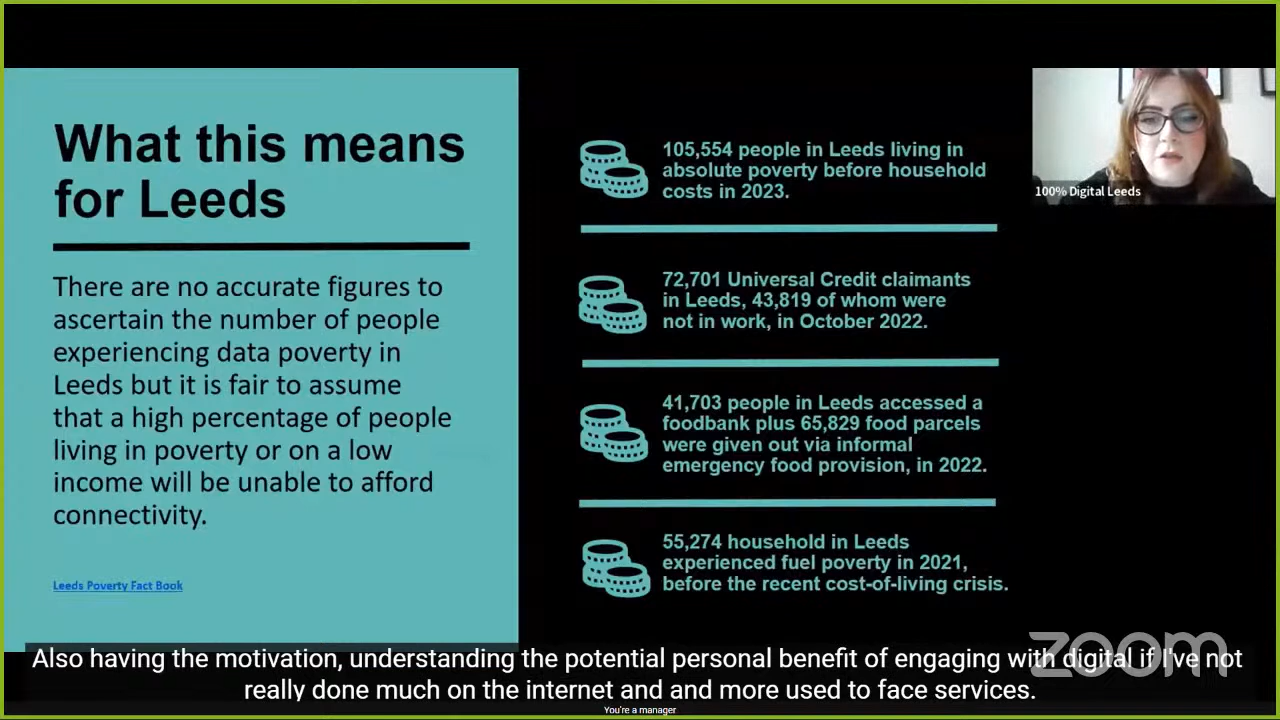 What this means
for Leeds
There are no accurate figures to
ascertain the number of people
experiencing data poverty in
Leeds but it is fair to assume
that a high percentage of people
living in poverty or on a low
income will be unable to afford
connectivity.
Leeds Poverty Fact Book
105,554 people in Leeds living in
absolute poverty before household
costs in 2023.
72,701 Universal Credit claimants
in Leeds, 43,819 of whom were
not in work, in October 2022.
41,703 people in Leeds accessed a
foodbank plus 65,829 food parcels
were given out via informal
emergency food provision, in 2022.
55,274 household in Leeds
experienced fuel poverty in 2021,
before the recent cost-of-living crisis.
100% Digital Leeds
zoom
Also having the motivation, understanding the potential personal benefit of engaging with digital if I've not
really done much on the internet and and more used to face services.
You're a manager